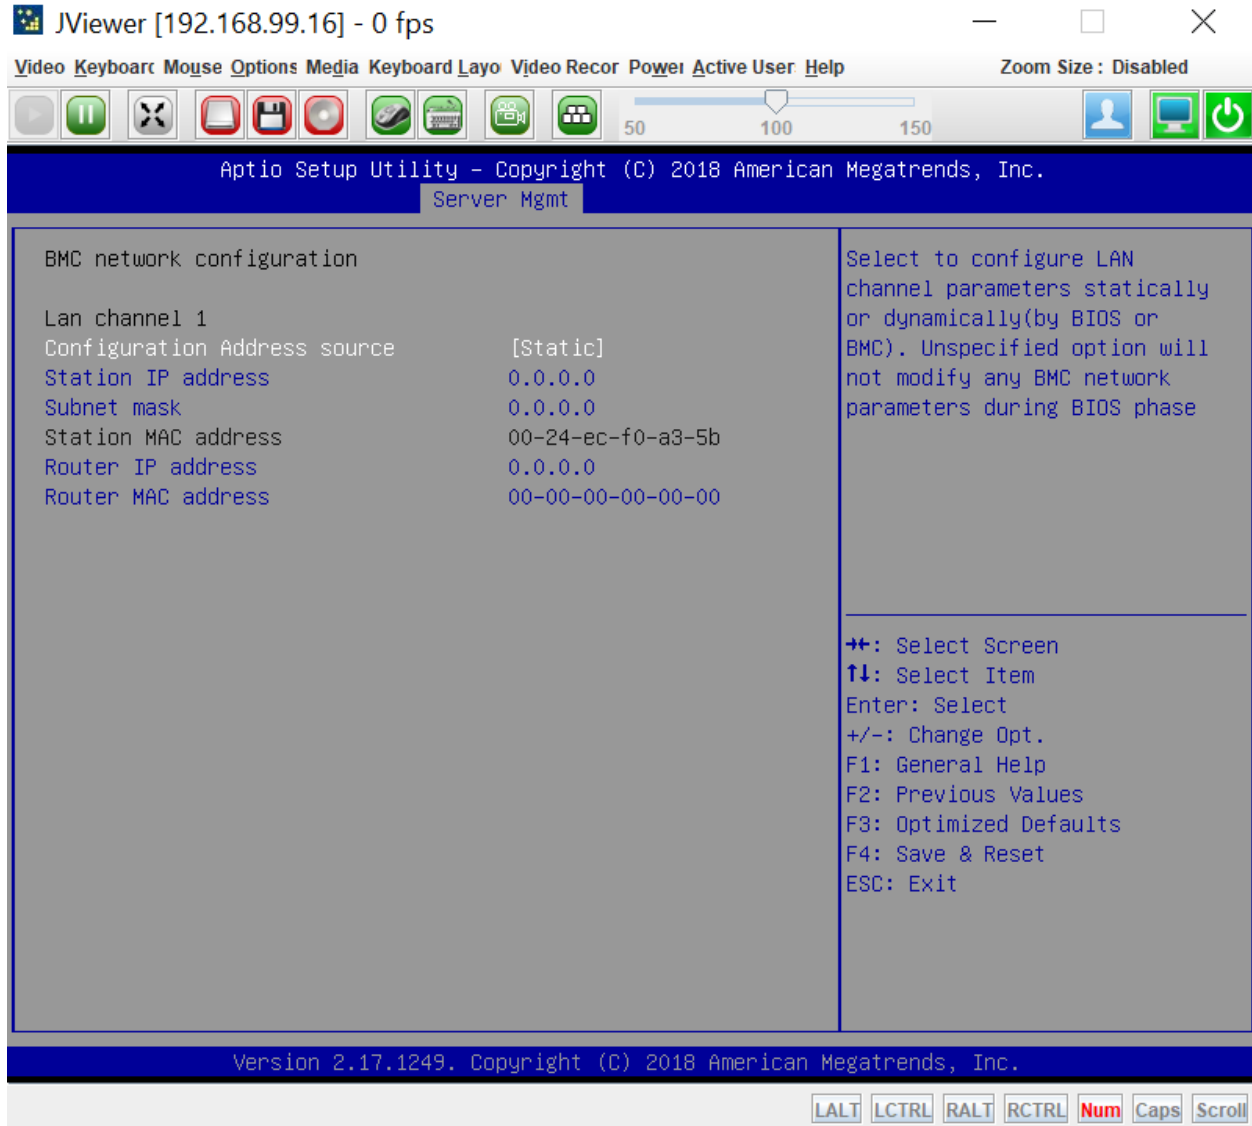 JViewer [192.168.99.16] - 0 fps
Video Keyboarc Mouse Options Media Keyboard Layo Video Recor Power Active User Help Zoom Size : Disabled
50 100 150
Aptio Setup Utility – Copyright (C) 2018 American Megatrends, Inc.
Server Mgmt
BMC network configuration
Lan channel 1
Configuration Address source [Static]
Station IP address 0.0.0.0
Subnet mask 0.0.0.0
Station MAC address 00-24-ec-f0-a3-5b
Router IP address 0.0.0.0
Router MAC address 00-00-00-00-00-00
Select to configure LAN
channel parameters statically
or dynamically(by BIOS or
BMC). Unspecified option will
not modify any BMC network
parameters during BIOS phase
→←: Select Screen
↑↓: Select Item
Enter: Select
+/-: Change Opt.
F1: General Help
F2: Previous Values
F3: Optimized Defaults
F4: Save & Reset
ESC: Exit
Version 2.17.1249. Copyright (C) 2018 American Megatrends, Inc.
LALT LCTRL RALT RCTRL Num Caps Scroll